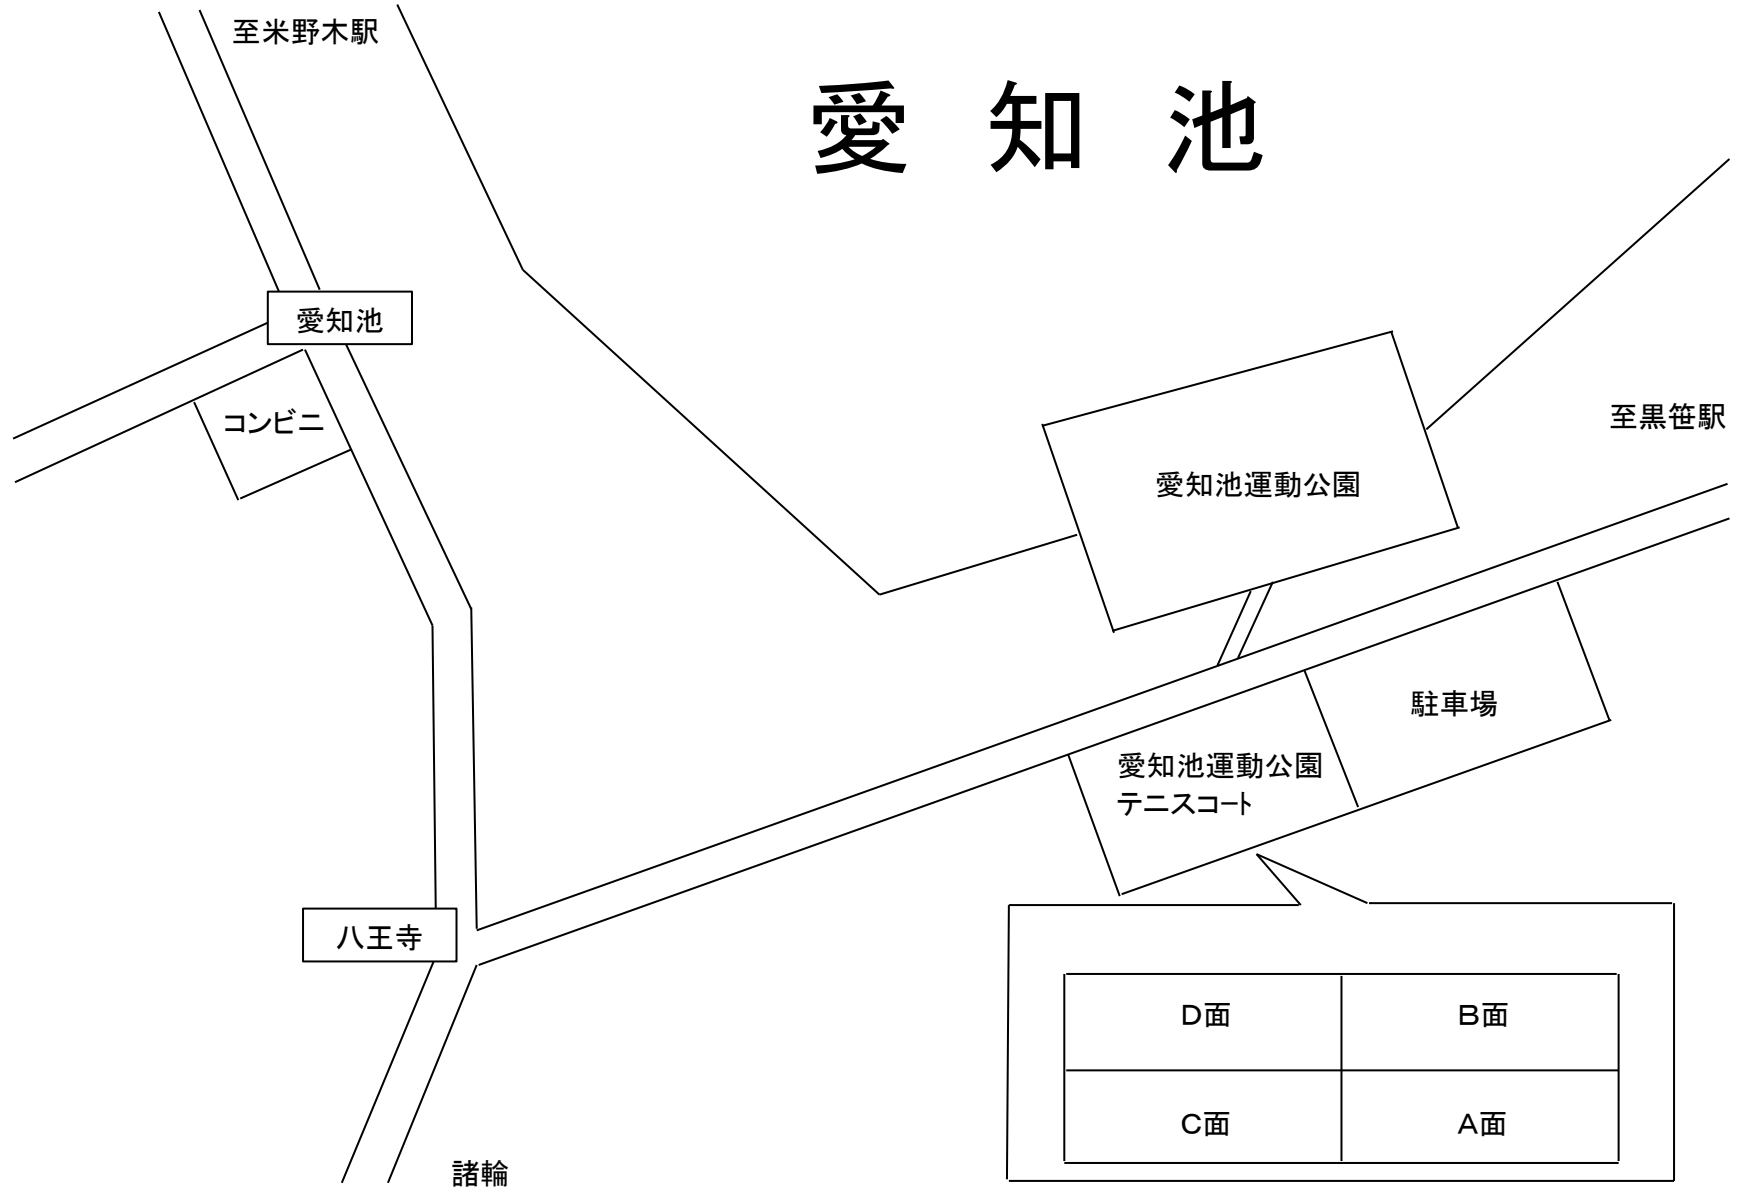 至米野木駅
愛知池
愛知池
コンビニ
至黒笹駅
愛知池運動公園
駐車場
愛知池運動公園
テニスコート
八王寺
D面
B面
C面
A面
諸輪